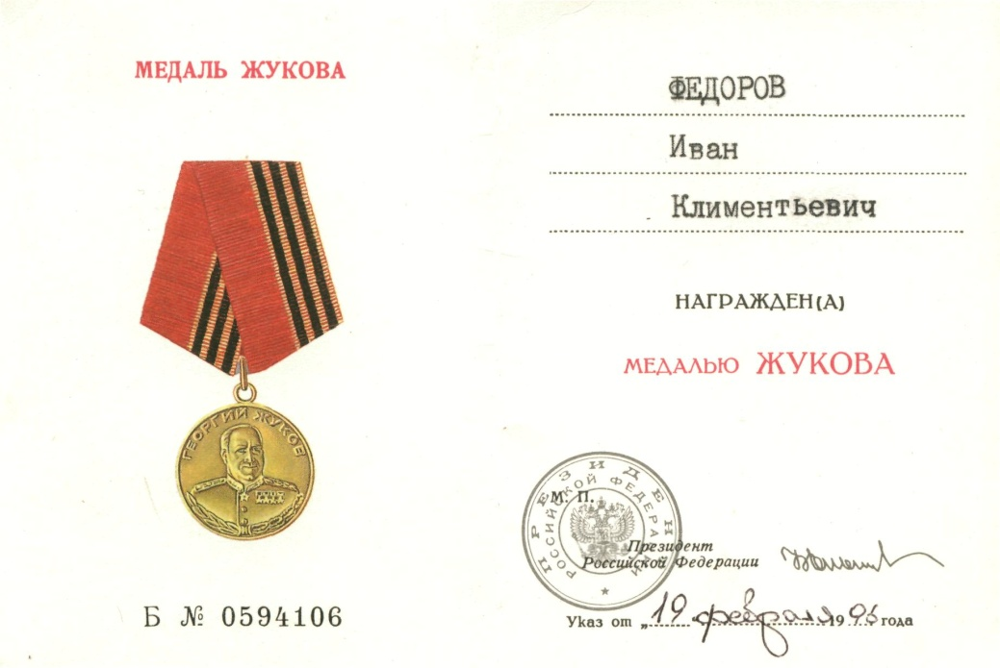 МЕДАЛЬ ЖУКОВА
ГЕОРГИЙ ЖУКОВ
Б № 0594106
ФЕДОРОВ
Иван
Климентьевич
НАГРАЖДЕН(А)
МЕДАЛЬЮ ЖУКОВА
ПРЕЗИДЕНТ
РОССИЙСКОЙ ФЕДЕРАЦИИ
М. П.
Президент
Российской Федерации
Указ от „19 февраля 1996 года